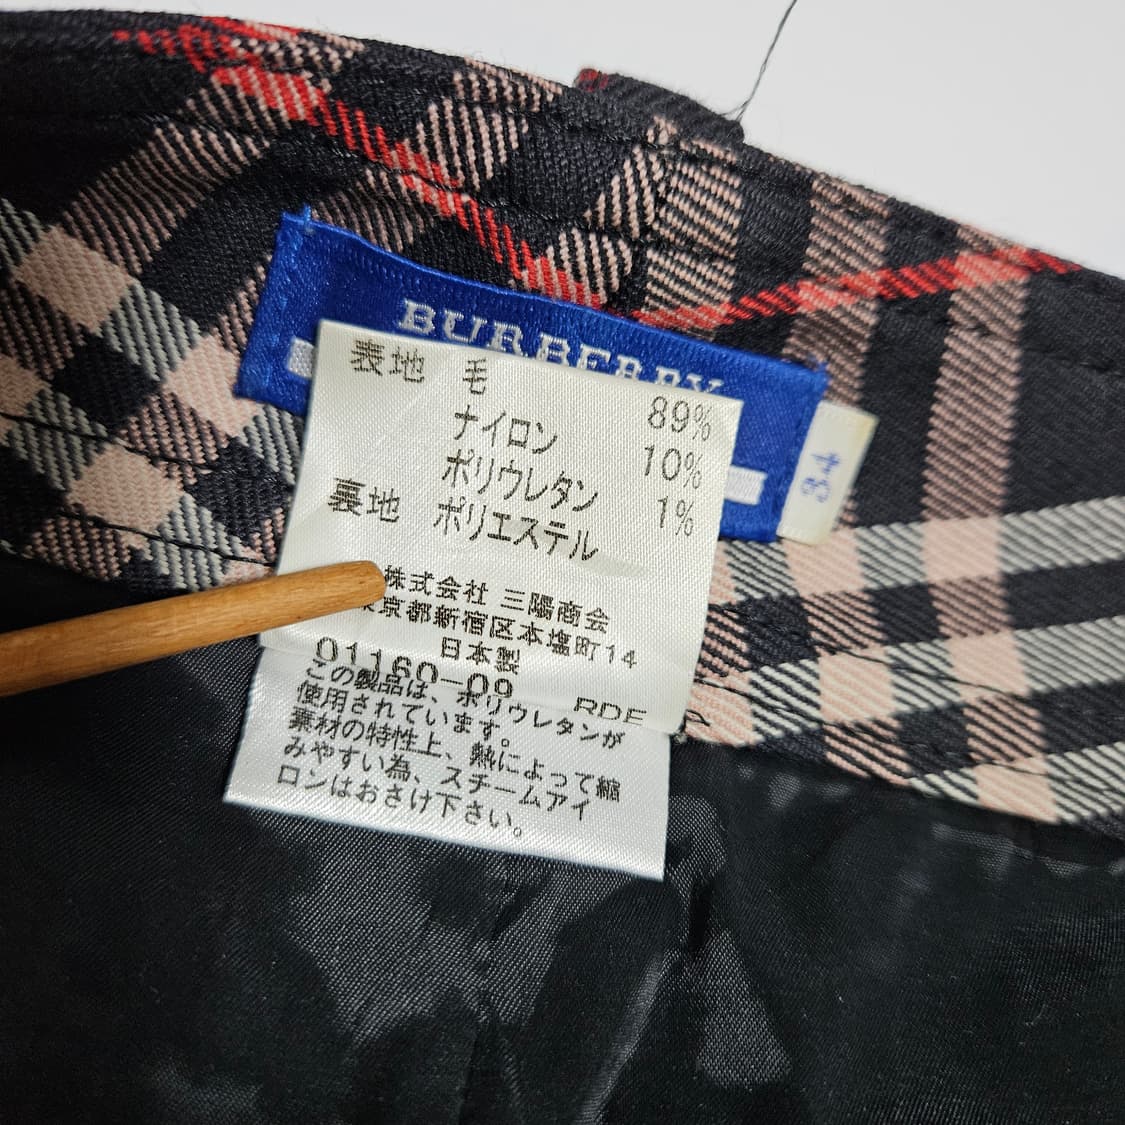 BURBERRY
34
表地 毛 89%
ナイロン 10%
ポリウレタン 1%
裏地 ポリエステル
株式会社 三陽商会
東京都新宿区本塩町14
日本製
01160-09 RDE
この製品は、ポリウレタンが
使用されています。
素材の特性上、熱によって縮
みやすい為、スチームアイ
ロンはおさけ下さい。